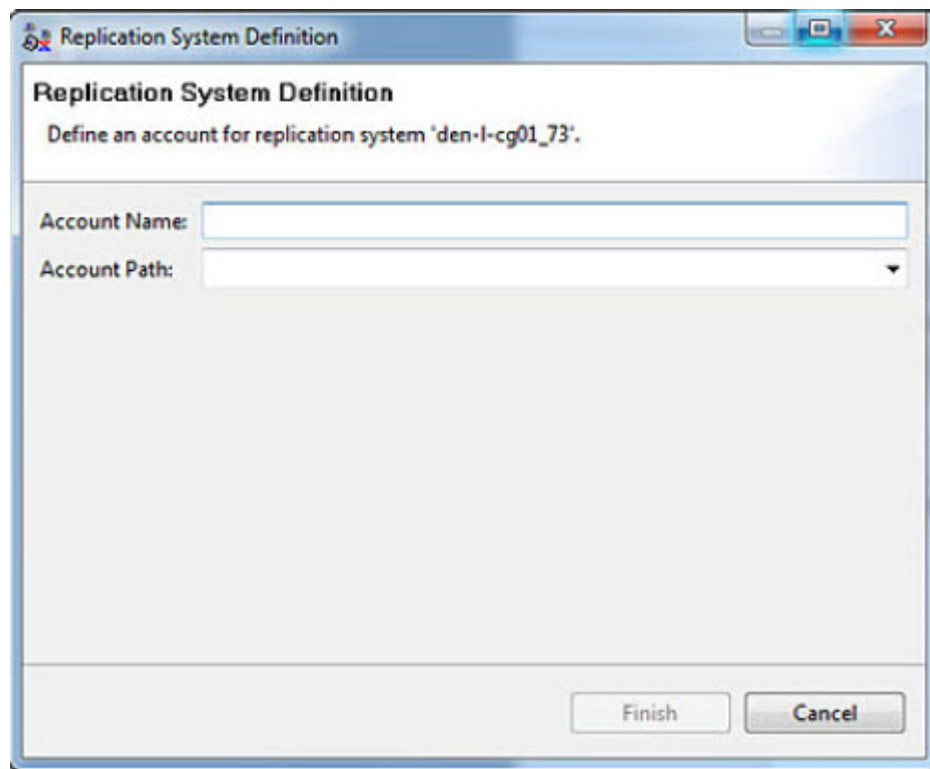 Replication System Definition
Replication System Definition
Define an account for replication system 'den-l-cg01_73'.
Account Name:
Account Path:
Finish
Cancel